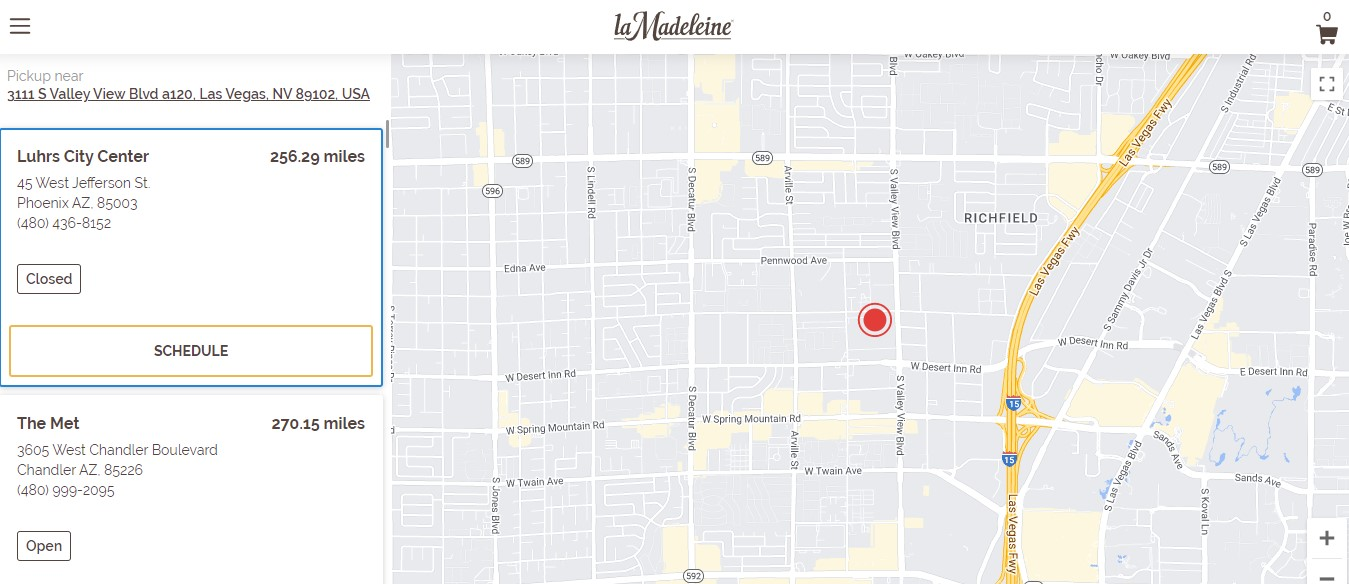 0
la Madeleine
Pickup near
3111 S Valley View Blvd a120, Las Vegas, NV 89102, USA
Luhrs City Center
256.29 miles
45 West Jefferson St.
Phoenix AZ, 85003
(480) 436-8152
Closed
SCHEDULE
The Met
270.15 miles
3605 West Chandler Boulevard
Chandler AZ, 85226
(480) 999-2095
Open
W Oakey Blvd
W Oakey Blvd
Blvd
S Industrial Rd
E St L
Las Vegas Fwy
589
589
589
589
596
S Lindell Rd
S Decatur Blvd
Arville St
S Valley View Blvd
RICHFIELD
S Las Vegas Blvd
Paradise Rd
Las Vegas Fwy
S Sammy Davis Jr Dr
Las Vegas Blvd S
Edna Ave
Pennwood Ave
W Desert Inn Rd
W Desert Inn Rd
W Desert Inn Rd
E Desert Inn Rd
S Decatur Blvd
S Valley View Blvd
15
W Spring Mountain Rd
W Spring Mountain Rd
Arville St
Sands Ave
15
W Twain Ave
W Twain Ave
S Jones Blvd
S Las Vegas Blvd
Sands Ave
S Koval Ln
Las Vegas Fwy
592